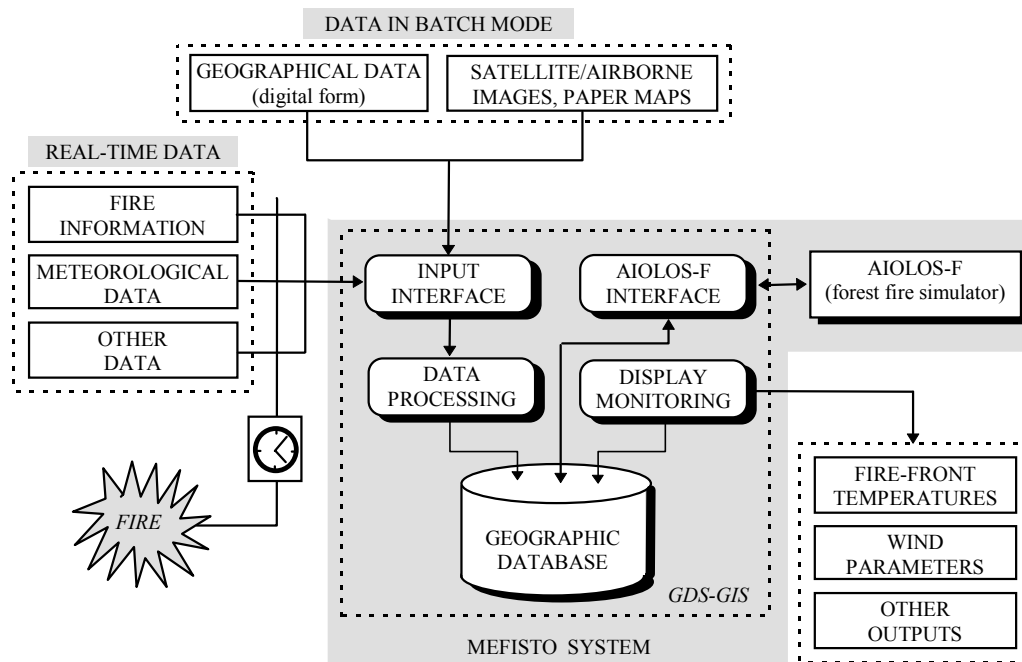 DATA IN BATCH MODE
GEOGRAPHICAL DATA
(digital form)
SATELLITE/AIRBORNE
IMAGES, PAPER MAPS
REAL-TIME DATA
FIRE
INFORMATION
METEOROLOGICAL
DATA
OTHER
DATA
FIRE
INPUT
INTERFACE
AIOLOS-F
INTERFACE
AIOLOS-F
(forest fire simulator)
DATA
PROCESSING
DISPLAY
MONITORING
GEOGRAPHIC
DATABASE
GDS-GIS
MEFISTO SYSTEM
FIRE-FRONT
TEMPERATURES
WIND
PARAMETERS
OTHER
OUTPUTS